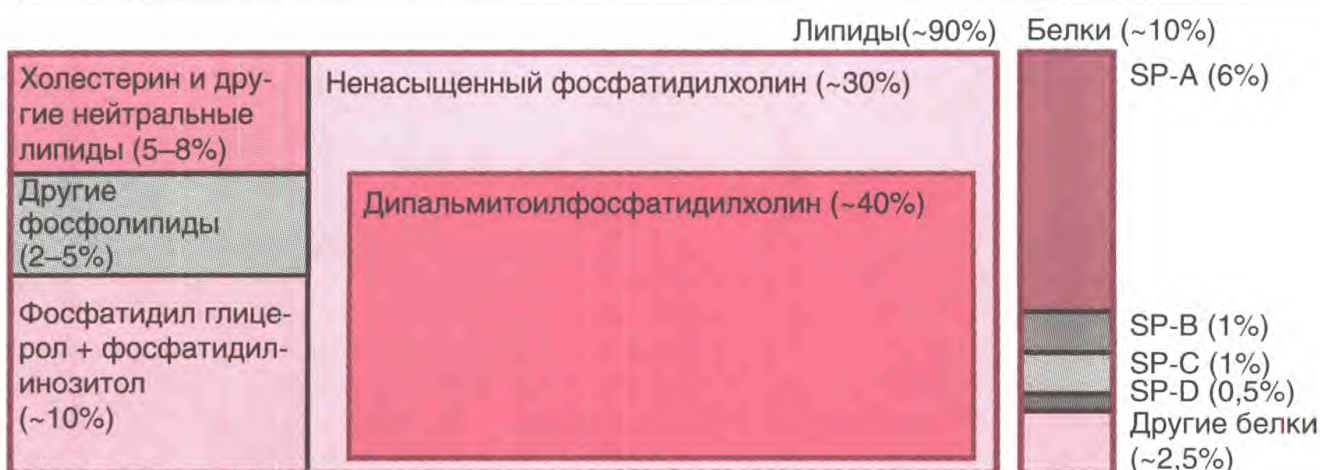 Липиды(~90%)
Белки (~10%)
Холестерин и дру-
гие нейтральные
липиды (5–8%)
Другие
фосфолипиды
(2–5%)
Фосфатидил глице-
рол + фосфатидил-
инозитол
(~10%)
Ненасыщенный фосфатидилхолин (~30%)
Дипальмитоилфосфатидилхолин (~40%)
SP-A (6%)
SP-B (1%)
SP-C (1%)
SP-D (0,5%)
Другие белки
(~2,5%)